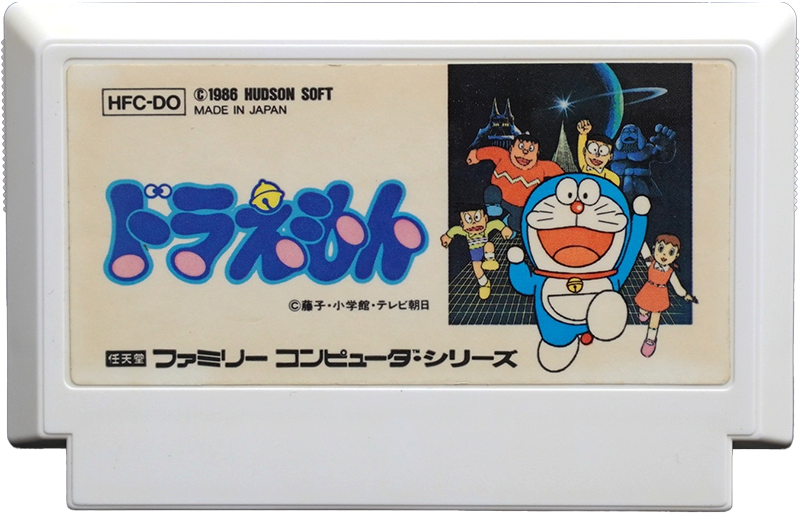 HFC-DO ©1986 HUDSON SOFT
MADE IN JAPAN
ドラえもん
©藤子・小学館・テレビ朝日
任天堂 ファミリー コンピュータ™・シリーズ